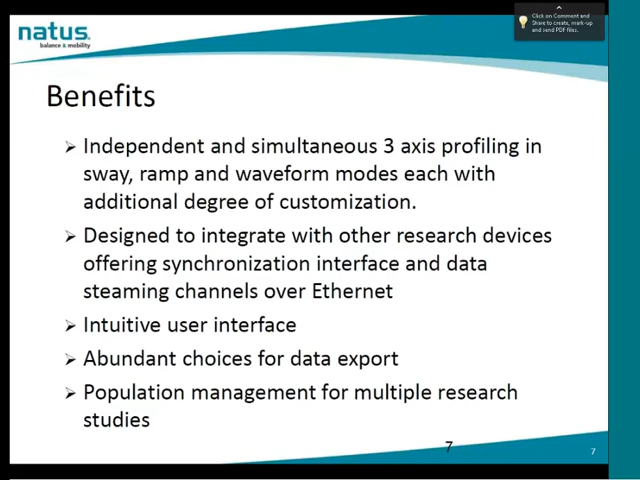 natus®
balance & mobility
Click on Comment and
Share to create, mark-up
and send PDF files.
Benefits
Independent and simultaneous 3 axis profiling in
sway, ramp and waveform modes each with
additional degree of customization.
Designed to integrate with other research devices
offering synchronization interface and data
steaming channels over Ethernet
Intuitive user interface
Abundant choices for data export
Population management for multiple research
studies
7
7